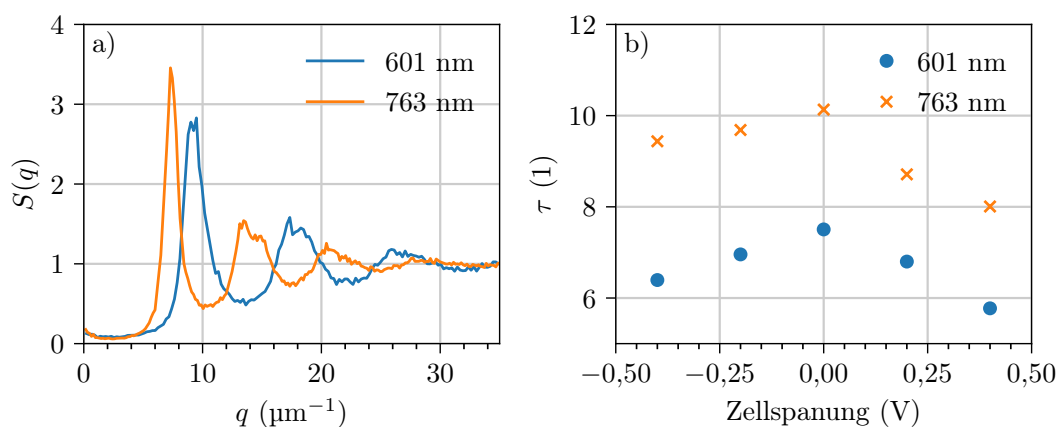 a)
601 nm
763 nm
4
3
2
1
0
S(q)
0 10 20 30
q (µm⁻¹)
b)
601 nm
763 nm
12
10
8
6
τ (1)
−0,50 −0,25 0,00 0,25 0,50
Zellspanung (V)